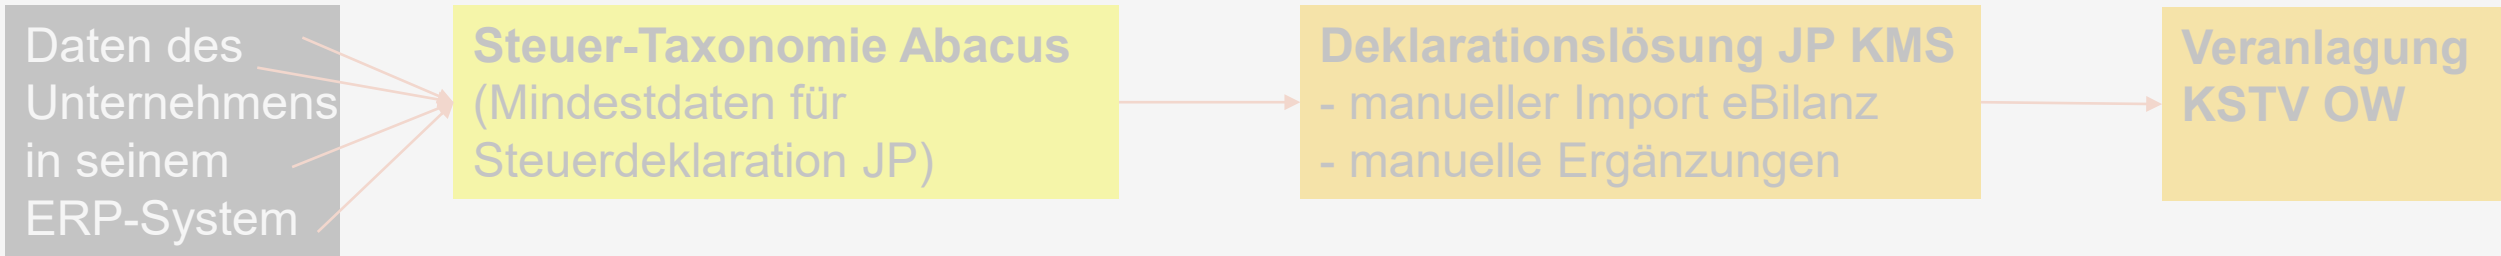 Daten des
Unternehmens
in seinem
ERP-System
Steuer-Taxonomie Abacus
(Mindestdaten für
Steuerdeklaration JP)
Deklarationslösung JP KMS
- manueller Import eBilanz
- manuelle Ergänzungen
Veranlagung
KSTV OW